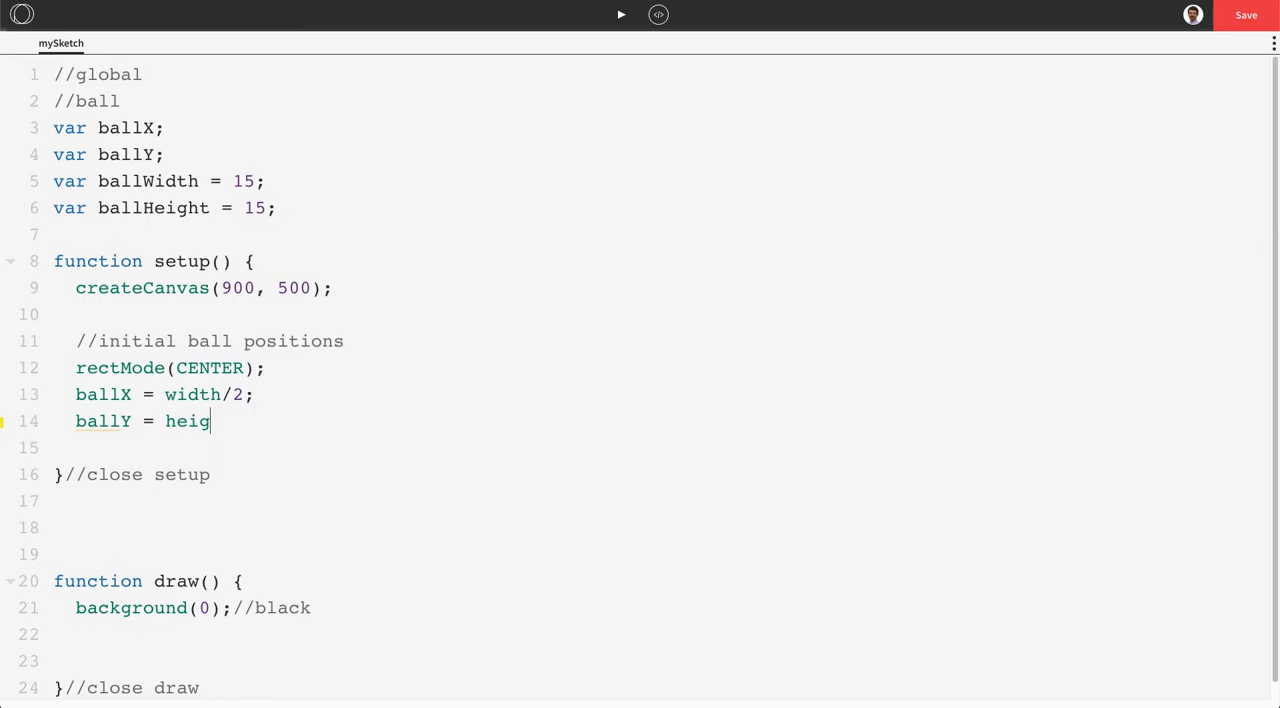 </>
Save
mySketch
1 //global
2 //ball
3 var ballX;
4 var ballY;
5 var ballWidth = 15;
6 var ballHeight = 15;
7
8 function setup() {
9 createCanvas(900, 500);
10
11 //initial ball positions
12 rectMode(CENTER);
13 ballX = width/2;
14 ballY = heig
15
16 }//close setup
17
18
19
20 function draw() {
21 background(0);//black
22
23
24 }//close draw